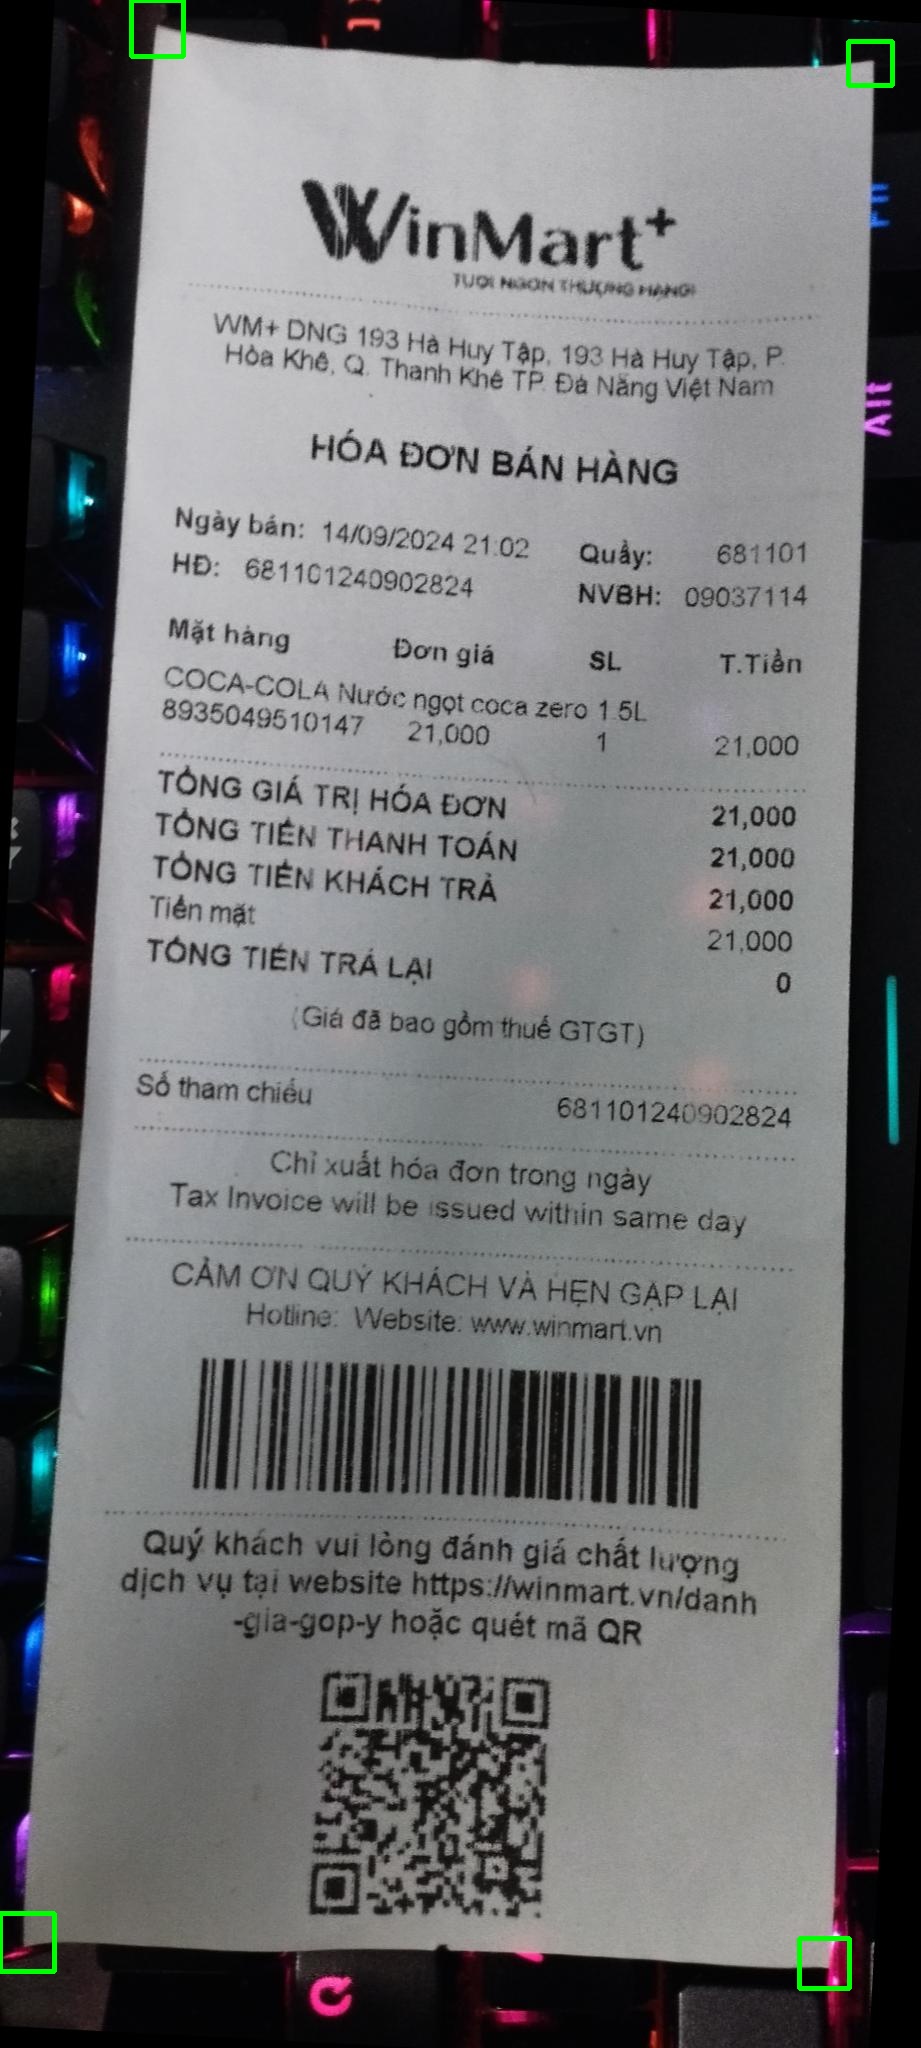 WinMart+
TƯƠI NGON THƯỢNG HẠNG!
WM+ DNG 193 Hà Huy Tập, 193 Hà Huy Tập, P.
Hòa Khê, Q. Thanh Khê TP. Đà Nẵng Việt Nam
HÓA ĐƠN BÁN HÀNG
Ngày bán: 14/09/2024 21:02 Quầy: 681101
HĐ: 681101240902824 NVBH: 09037114
Mặt hàng Đơn giá SL T.Tiền
COCA-COLA Nước ngọt coca zero 1.5L
8935049510147 21,000 1 21,000
TỔNG GIÁ TRỊ HÓA ĐƠN 21,000
TỔNG TIỀN THANH TOÁN 21,000
TỔNG TIỀN KHÁCH TRẢ 21,000
Tiền mặt 21,000
TỔNG TIỀN TRẢ LẠI 0
(Giá đã bao gồm thuế GTGT)
Số tham chiếu 681101240902824
Chỉ xuất hóa đơn trong ngày
Tax Invoice will be issued within same day
CẢM ƠN QUÝ KHÁCH VÀ HẸN GẶP LẠI
Hotline: Website: www.winmart.vn
Quý khách vui lòng đánh giá chất lượng
dịch vụ tại website https://winmart.vn/danh
-gia-gop-y hoặc quét mã QR
Alt